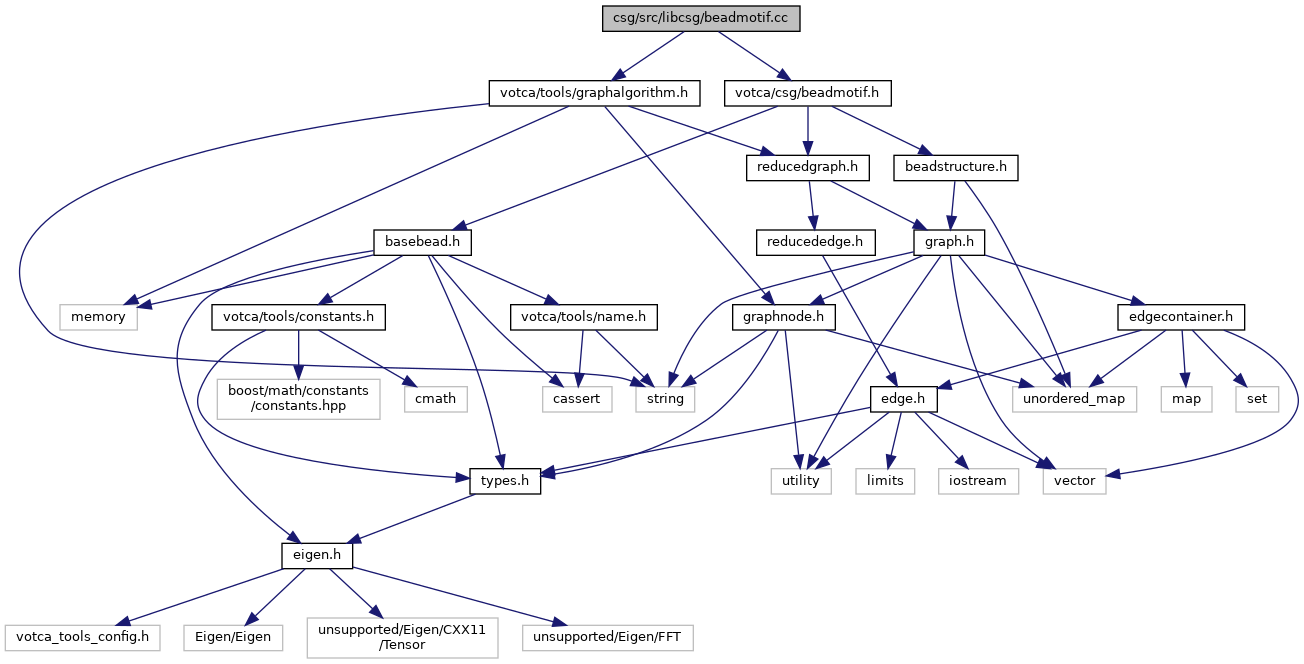 csg/src/libcsg/beadmotif.cc
votca/tools/graphalgorithm.h
votca/csg/beadmotif.h
reducedgraph.h
beadstructure.h
basebead.h
reducededge.h
graph.h
memory
votca/tools/constants.h
votca/tools/name.h
graphnode.h
edgecontainer.h
boost/math/constants
/constants.hpp
cmath
cassert
string
edge.h
unordered_map
map
set
types.h
utility
limits
iostream
vector
eigen.h
votca_tools_config.h
Eigen/Eigen
unsupported/Eigen/CXX11
/Tensor
unsupported/Eigen/FFT